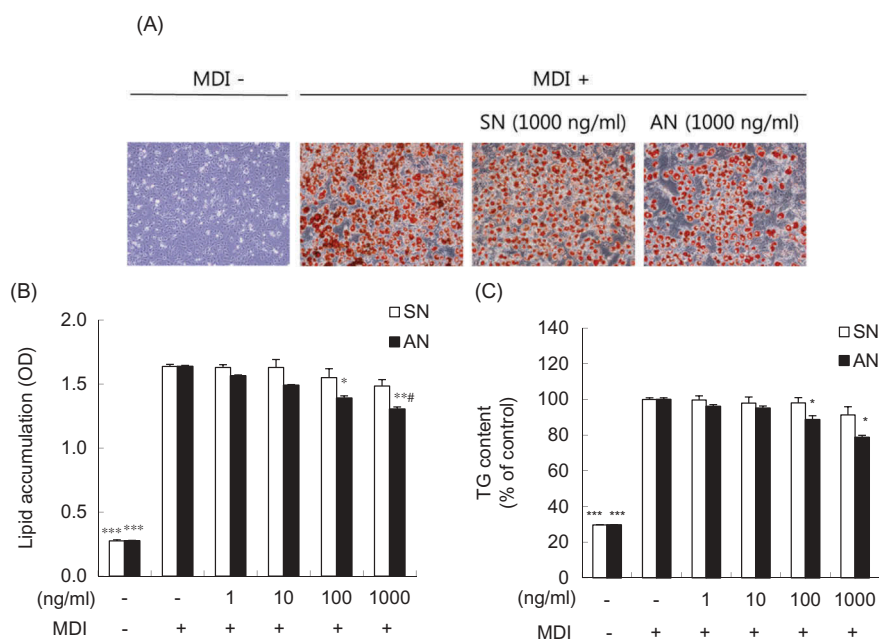 (A)
MDI - MDI +
SN (1000 ng/ml) AN (1000 ng/ml)
(B)
SN
AN
Lipid accumulation (OD)
2.0
1.5
1.0
0.3
0.0
*** ***
*
**#
(ng/ml) - - 1 10 100 1000
MDI - + + + + +
(C)
SN
AN
TG content
(% of control)
140
120
100
80
60
40
20
0
*** ***
*
*
(ng/ml) - - 1 10 100 1000
MDI - + + + + +